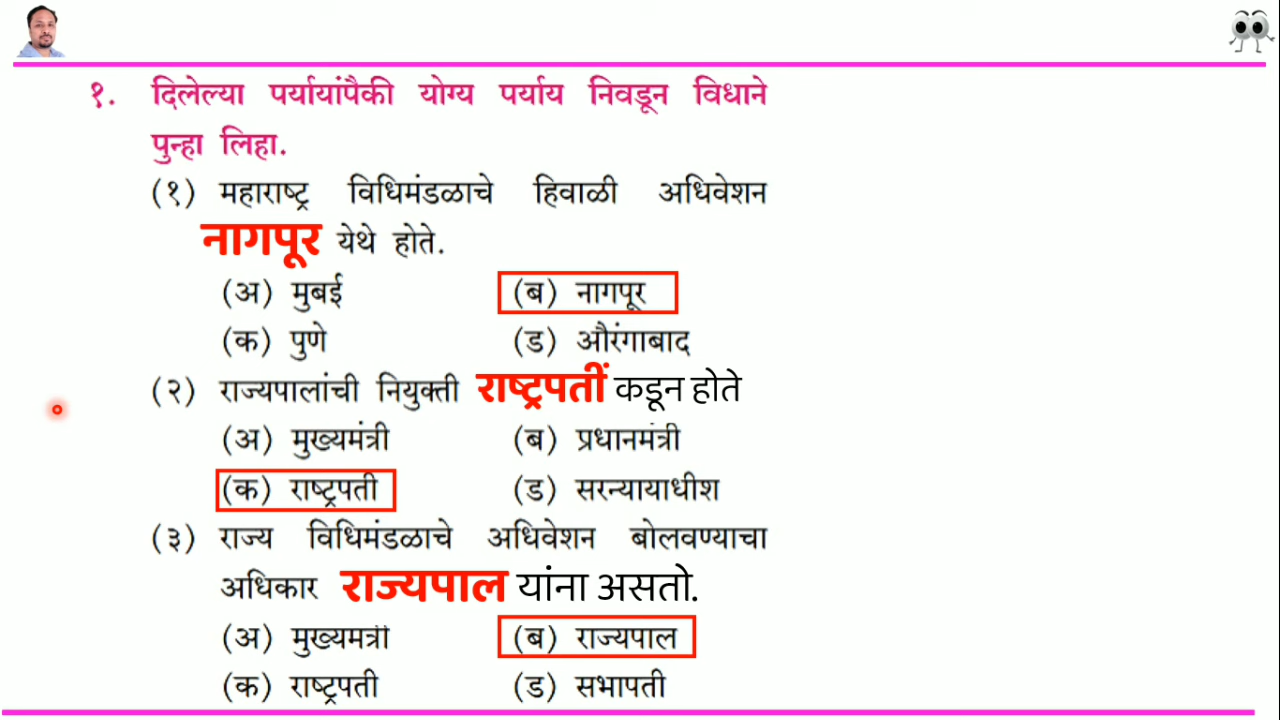 १. दिलेल्या पर्यायांपैकी योग्य पर्याय निवडून विधाने
पुन्हा लिहा.
(१) महाराष्ट्र विधिमंडळाचे हिवाळी अधिवेशन
नागपूर येथे होते.
(अ) मुंबई (ब) नागपूर
(क) पुणे (ड) औरंगाबाद
(२) राज्यपालांची नियुक्ती राष्ट्रपतीं कडून होते
(अ) मुख्यमंत्री (ब) प्रधानमंत्री
(क) राष्ट्रपती (ड) सरन्यायाधीश
(३) राज्य विधिमंडळाचे अधिवेशन बोलवण्याचा
अधिकार राज्यपाल यांना असतो.
(अ) मुख्यमंत्री (ब) राज्यपाल
(क) राष्ट्रपती (ड) सभापती